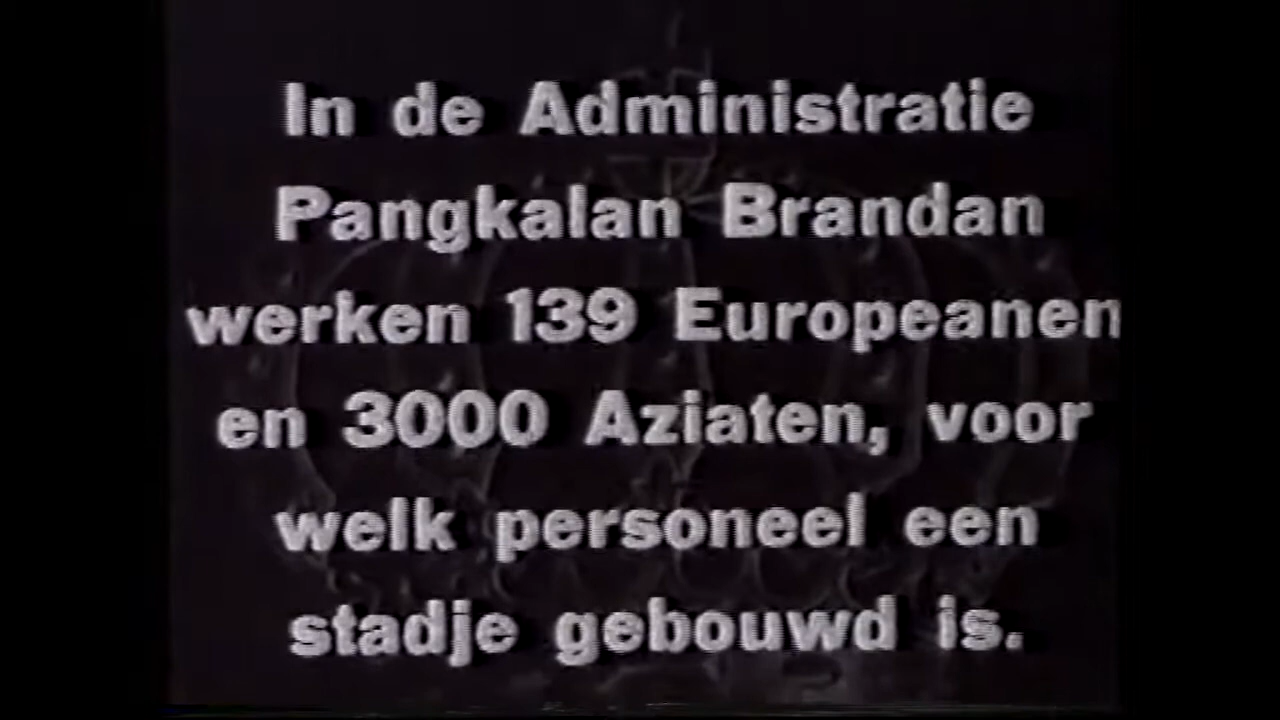 In de Administratie
Pangkalan Brandan
werken 139 Europeanen
en 3000 Aziaten, voor
welk personeel een
stadje gebouwd is.